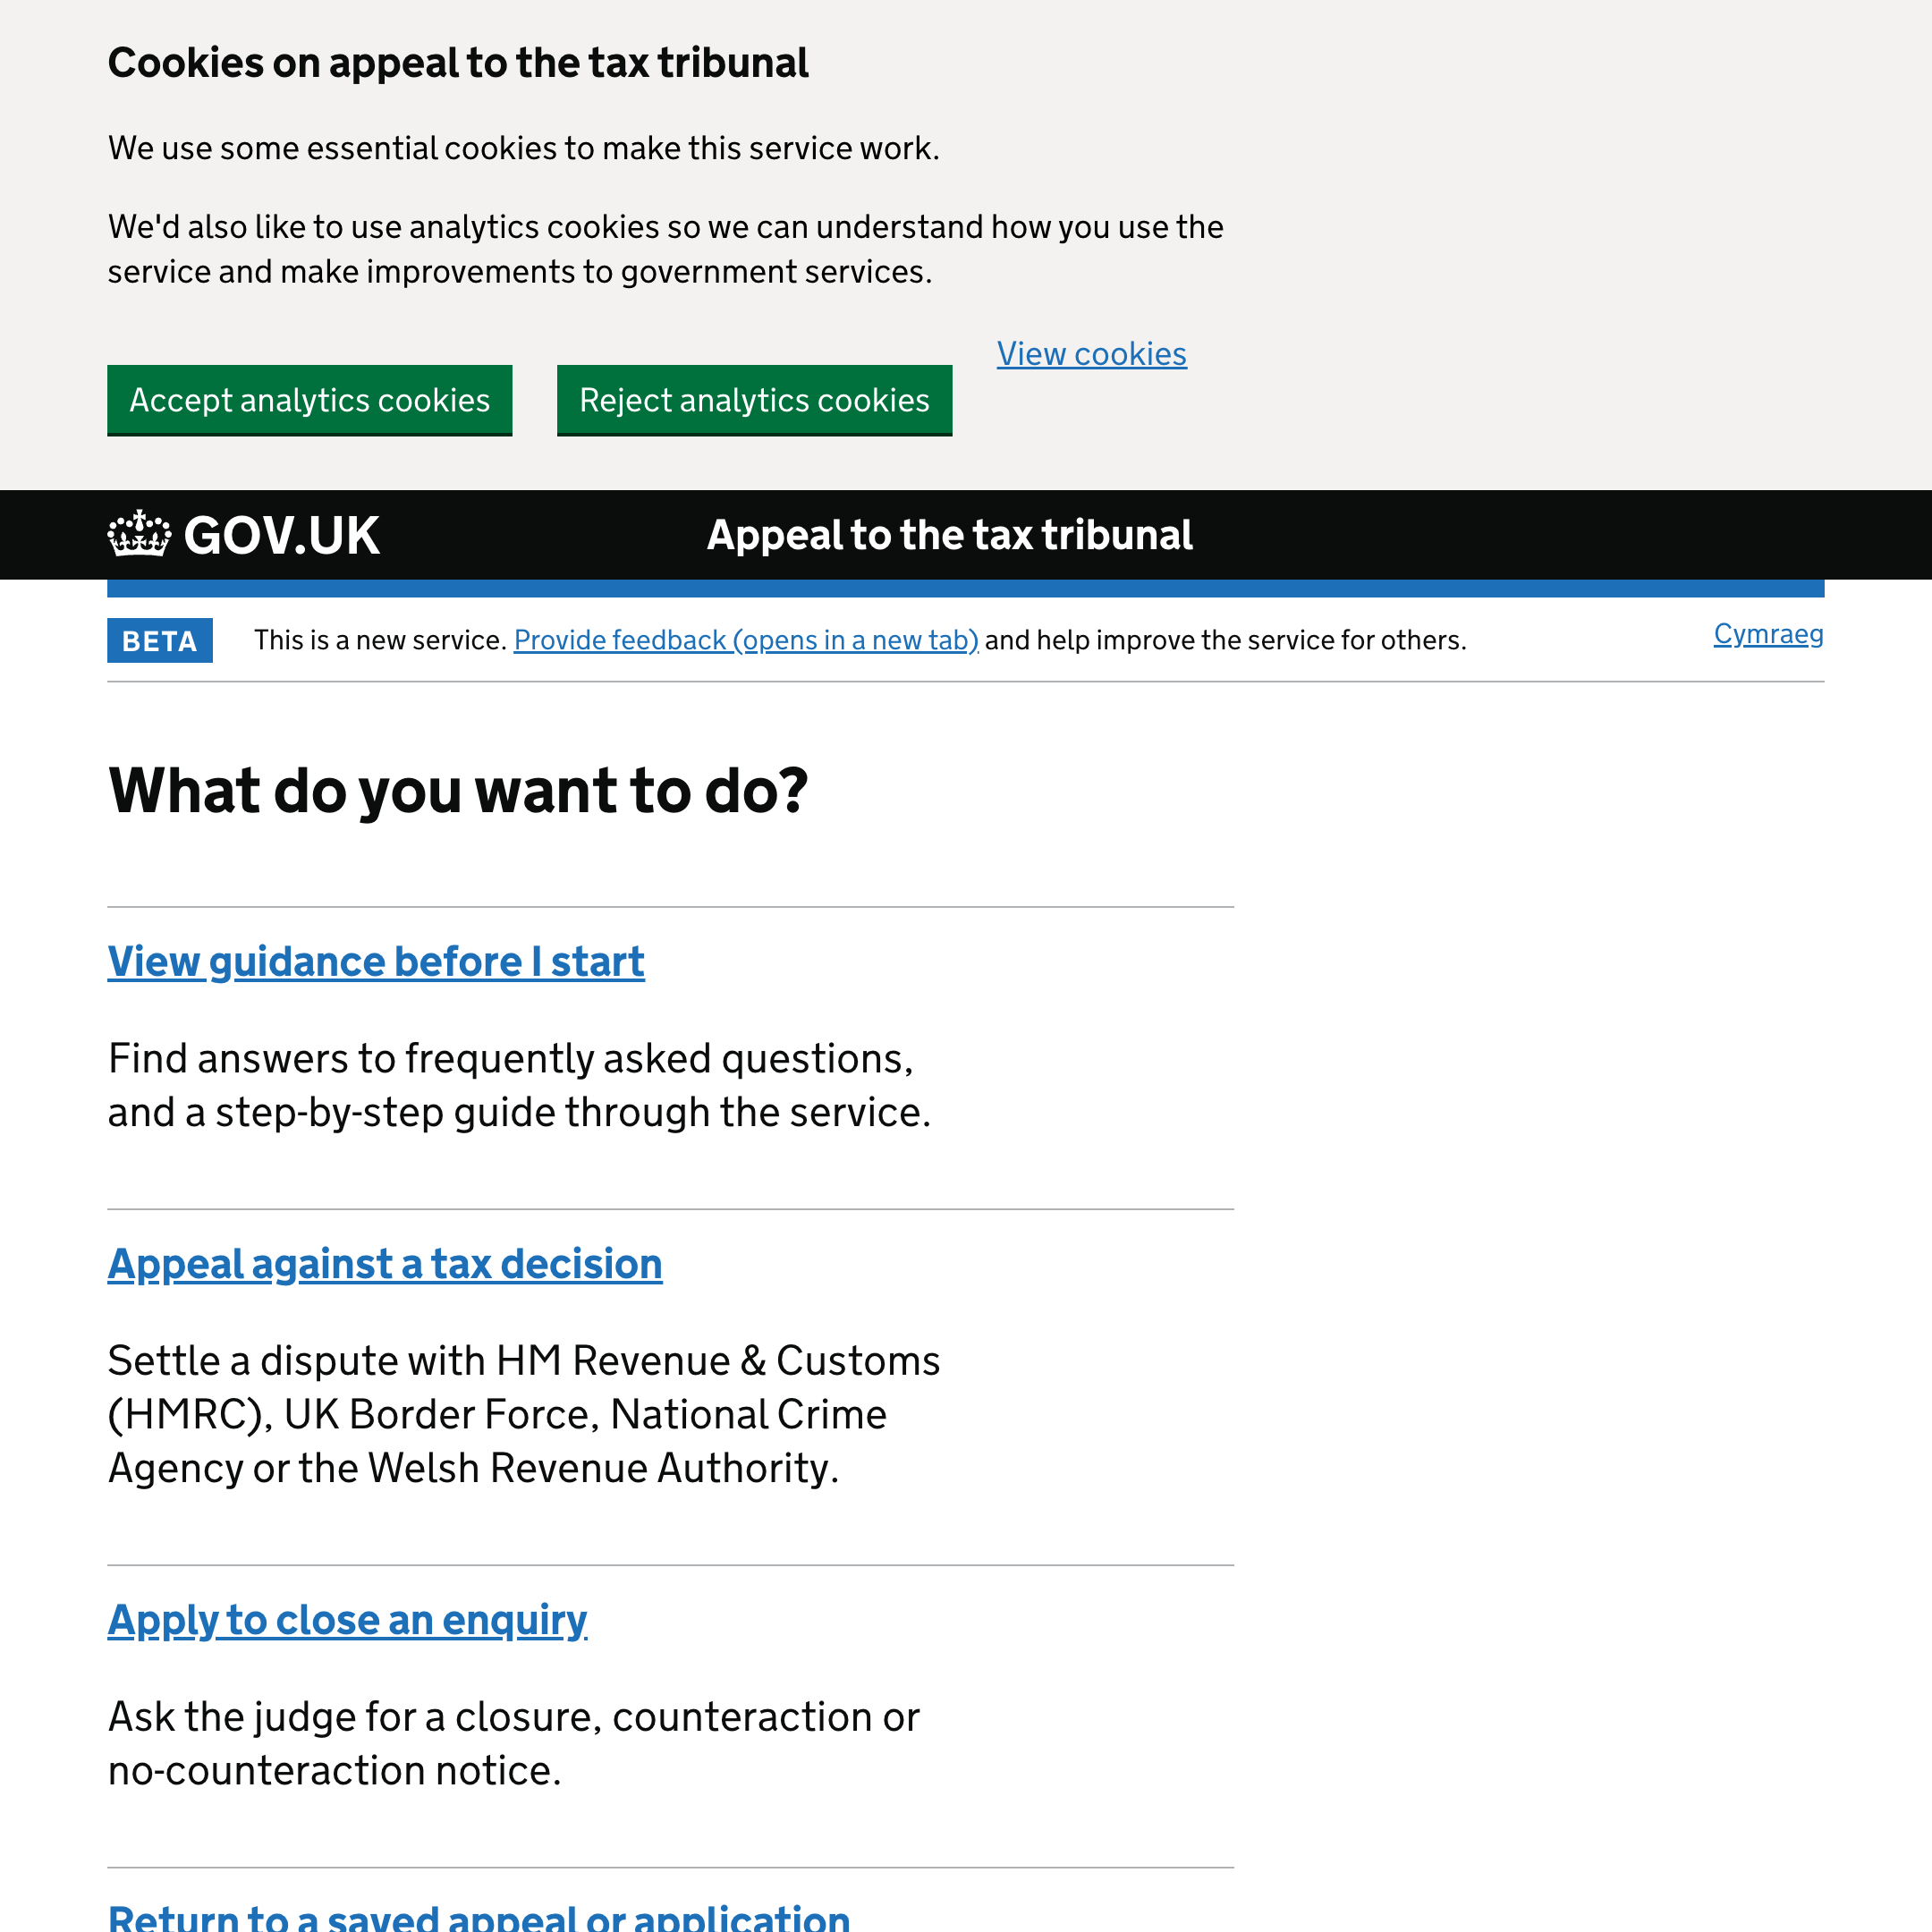 Cookies on appeal to the tax tribunal
We use some essential cookies to make this service work.
We'd also like to use analytics cookies so we can understand how you use the
service and make improvements to government services.
Accept analytics cookies
Reject analytics cookies
View cookies
GOV.UK
Appeal to the tax tribunal
BETA
This is a new service. Provide feedback (opens in a new tab) and help improve the service for others.
Cymraeg
What do you want to do?
View guidance before I start
Find answers to frequently asked questions,
and a step-by-step guide through the service.
Appeal against a tax decision
Settle a dispute with HM Revenue & Customs
(HMRC), UK Border Force, National Crime
Agency or the Welsh Revenue Authority.
Apply to close an enquiry
Ask the judge for a closure, counteraction or
no-counteraction notice.
Return to a saved appeal or application